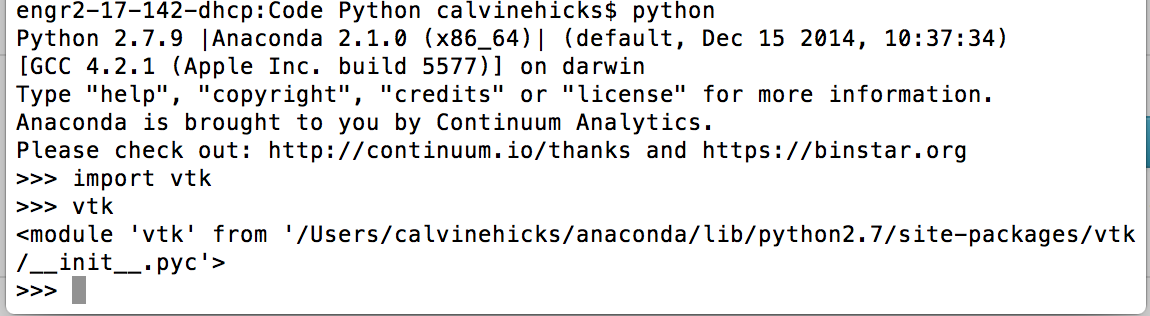 engr2-17-142-dhcp:Code Python calvinehicks$ python
Python 2.7.9 |Anaconda 2.1.0 (x86_64)| (default, Dec 15 2014, 10:37:34)
[GCC 4.2.1 (Apple Inc. build 5577)] on darwin
Type "help", "copyright", "credits" or "license" for more information.
Anaconda is brought to you by Continuum Analytics.
Please check out: http://continuum.io/thanks and https://binstar.org
>>> import vtk
>>> vtk
<module 'vtk' from '/Users/calvinehicks/anaconda/lib/python2.7/site-packages/vtk
/__init__.pyc'>
>>>